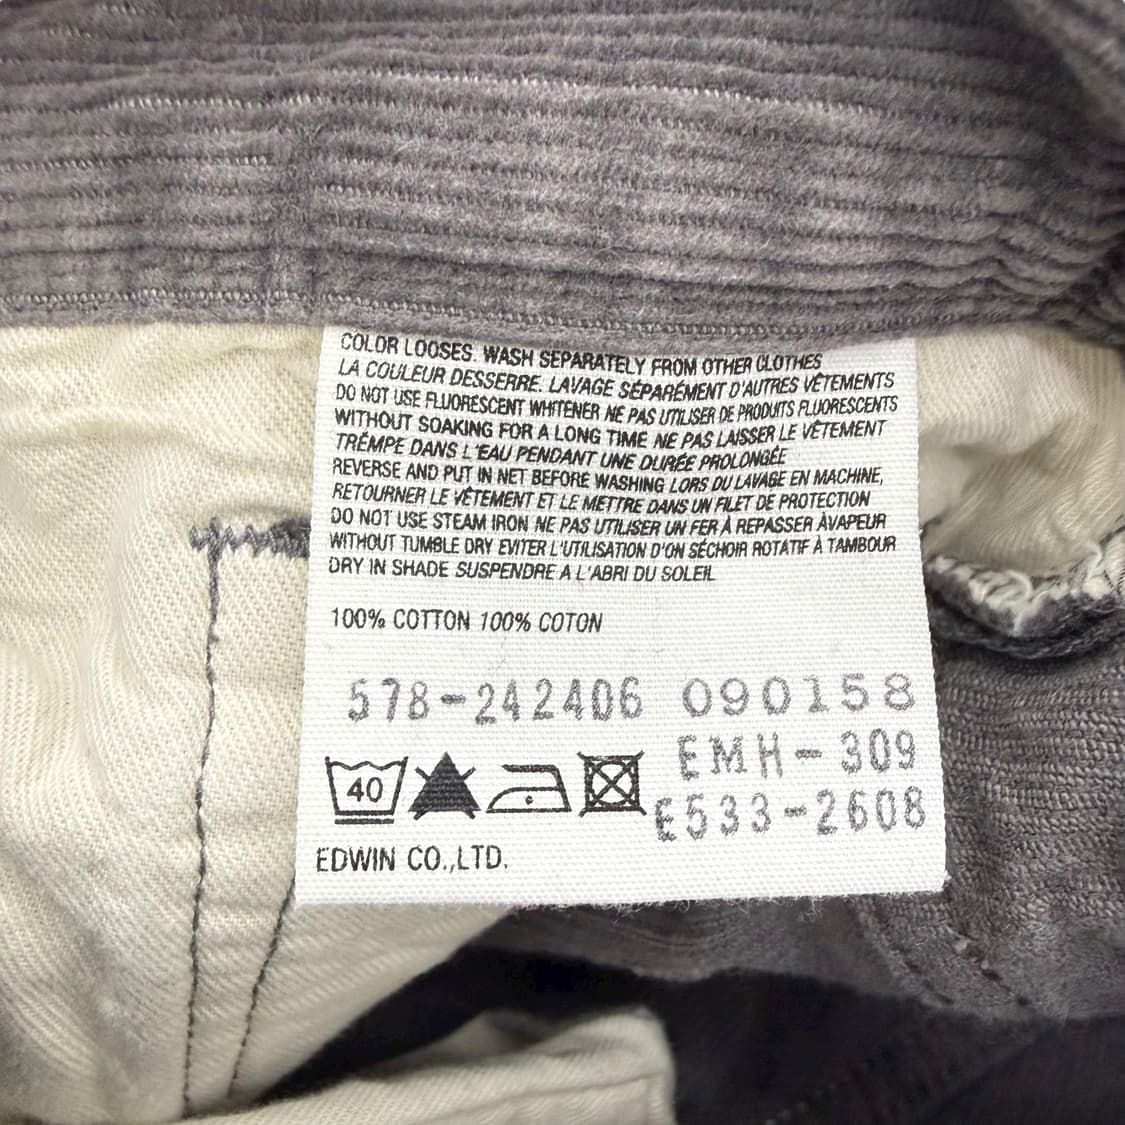 COLOR LOOSES. WASH SEPARATELY FROM OTHER CLOTHES
LA COULEUR DESSERRE. LAVAGE SÉPARÉMENT D'AUTRES VÊTEMENTS
DO NOT USE FLUORESCENT WHITENER NE PAS UTILISER DE PRODUITS FLUORESCENTS
WITHOUT SOAKING FOR A LONG TIME NE PAS LAISSER LE VÊTEMENT
TRÉMPE DANS L'EAU PENDANT UNE DURÉE PROLONGÉE
REVERSE AND PUT IN NET BEFORE WASHING LORS DU LAVAGE EN MACHINE,
RETOURNER LE VÊTEMENT ET LE METTRE DANS UN FILET DE PROTECTION
DO NOT USE STEAM IRON NE PAS UTILISER UN FER À REPASSER ÀVAPEUR
WITHOUT TUMBLE DRY EVITER L'UTILISATION D'ON SÉCHOIR ROTATIF À TAMBOUR
DRY IN SHADE SUSPENDRE A L'ABRI DU SOLEIL
100% COTTON 100% COTON
578-242406 090158
EMH-309
40
E533-2608
EDWIN CO.,LTD.